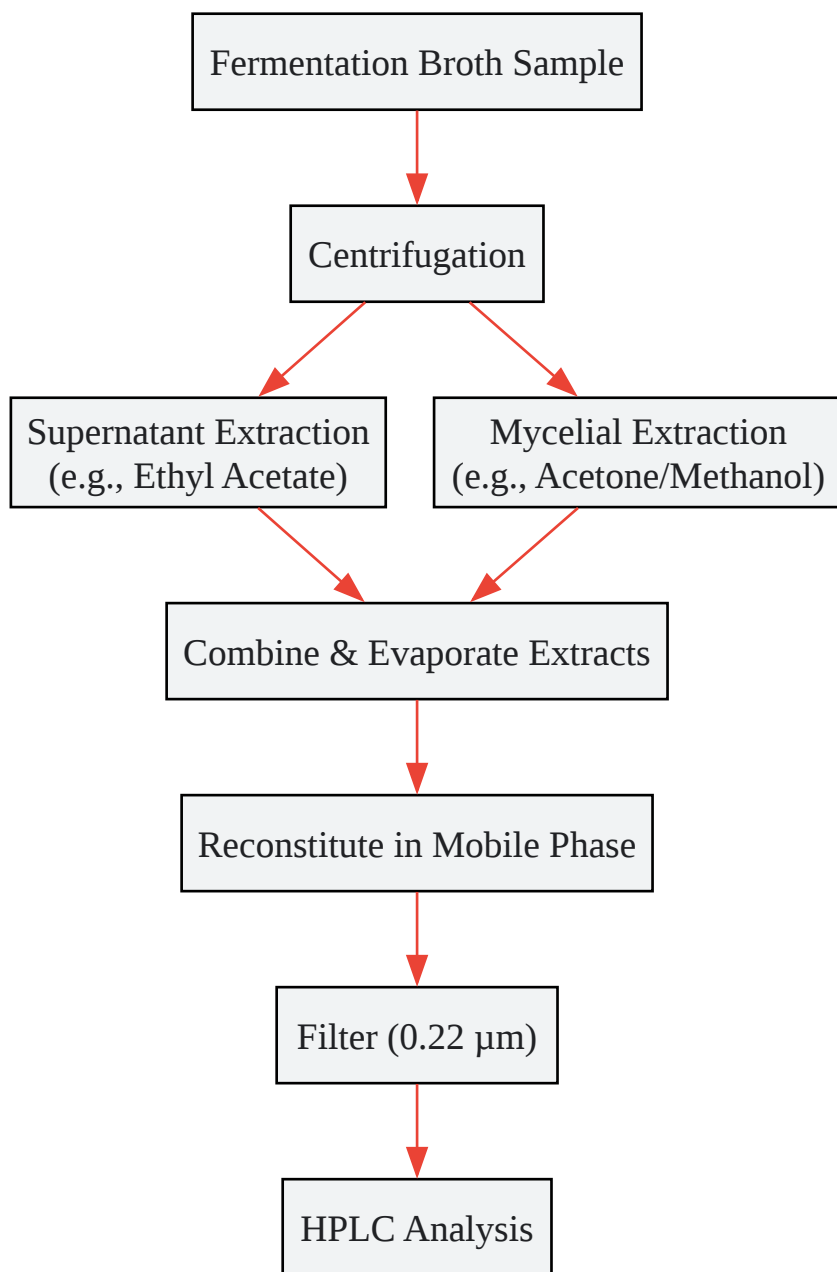 Fermentation Broth Sample
Centrifugation
Supernatant Extraction
(e.g., Ethyl Acetate)
Mycelial Extraction
(e.g., Acetone/Methanol)
Combine & Evaporate Extracts
Reconstitute in Mobile Phase
Filter (0.22 µm)
HPLC Analysis